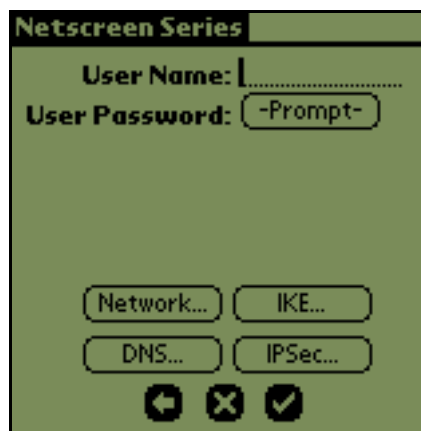 Netscreen Series
User Name:
User Password: -Prompt-
Network... IKE...
DNS... IPSec...